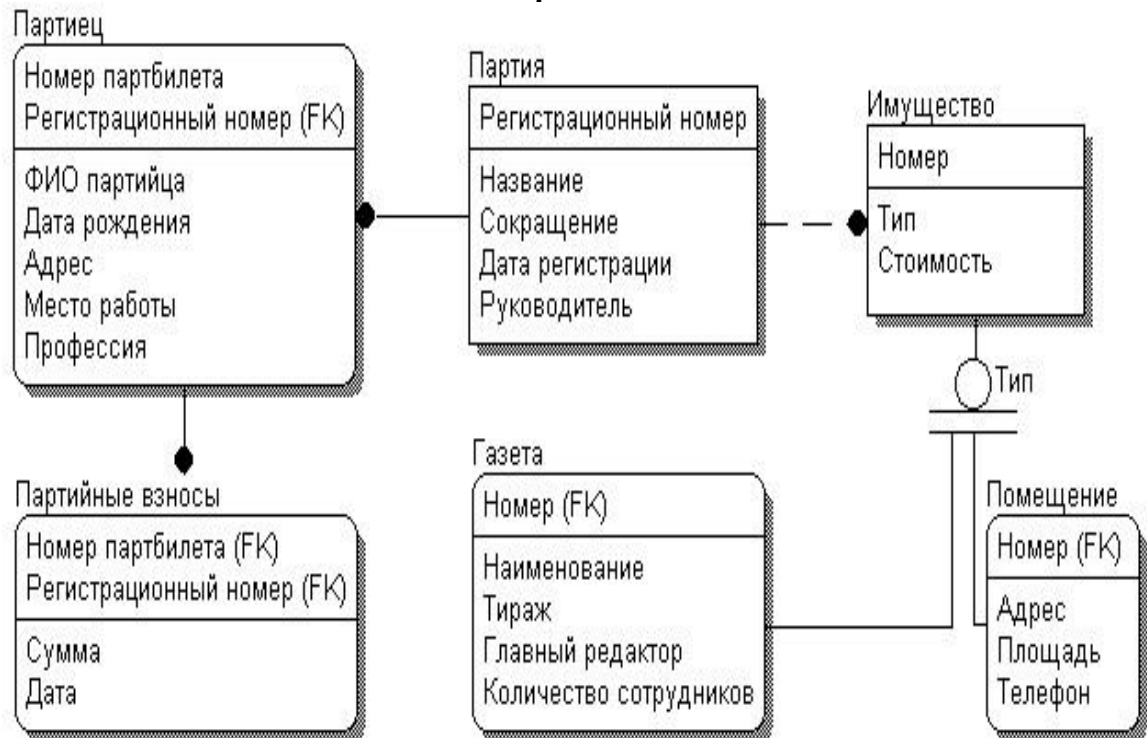 Партиец
Номер партбилета
Регистрационный номер (FK)
ФИО партийца
Дата рождения
Адрес
Место работы
Профессия
Партия
Регистрационный номер
Название
Сокращение
Дата регистрации
Руководитель
Имущество
Номер
Тип
Стоимость
Тип
Партийные взносы
Номер партбилета (FK)
Регистрационный номер (FK)
Сумма
Дата
Газета
Номер (FK)
Наименование
Тираж
Главный редактор
Количество сотрудников
Помещение
Номер (FK)
Адрес
Площадь
Телефон